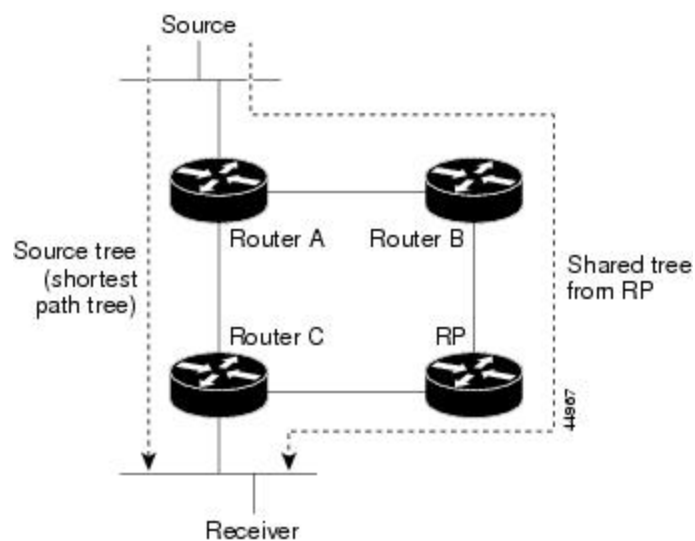 Source
Router A
Router B
Source tree
(shortest
path tree)
Shared tree
from RP
Router C
RP
44967
Receiver